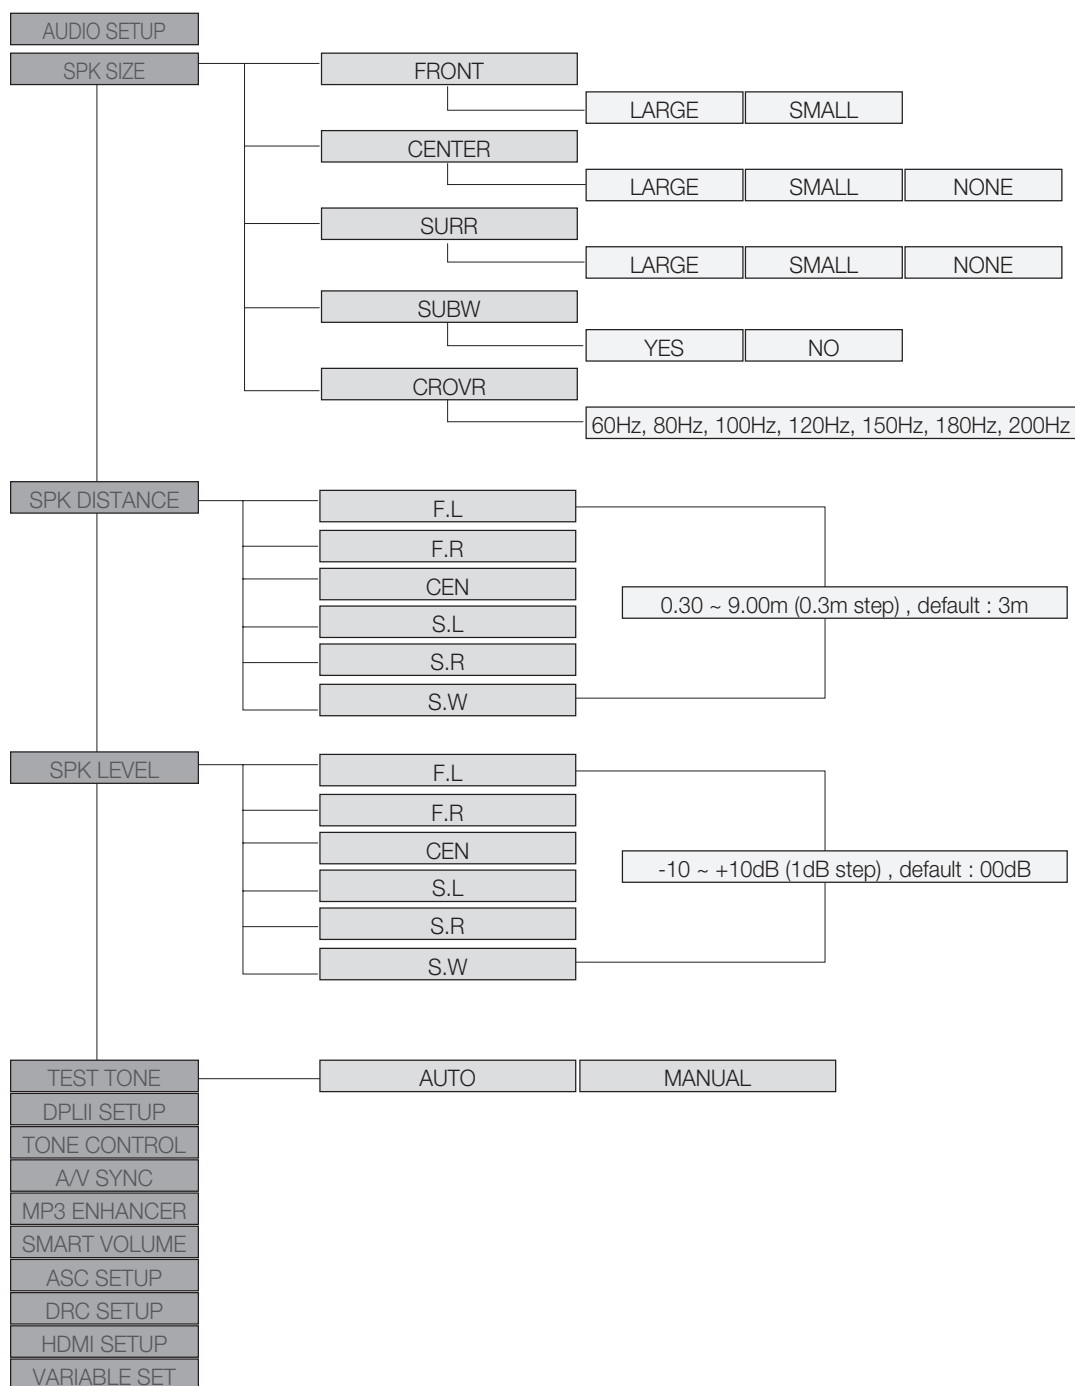 AUDIO SETUP
SPK SIZE
FRONT
LARGE SMALL
CENTER
LARGE SMALL NONE
SURR
LARGE SMALL NONE
SUBW
YES NO
CROVR
60Hz, 80Hz, 100Hz, 120Hz, 150Hz, 180Hz, 200Hz
SPK DISTANCE
F.L
F.R
CEN
S.L
S.R
S.W
0.30 ~ 9.00m (0.3m step) , default : 3m
SPK LEVEL
F.L
F.R
CEN
S.L
S.R
S.W
-10 ~ +10dB (1dB step) , default : 00dB
TEST TONE
AUTO MANUAL
DPLII SETUP
TONE CONTROL
A/V SYNC
MP3 ENHANCER
SMART VOLUME
ASC SETUP
DRC SETUP
HDMI SETUP
VARIABLE SET